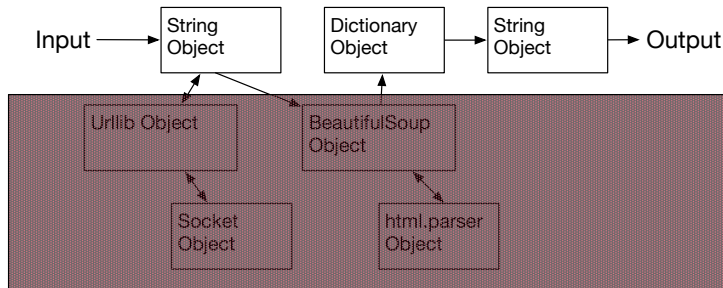 Input
String
Object
Dictionary
Object
String
Object
Output
Urllib Object
BeautifulSoup
Object
Socket
Object
html.parser
Object